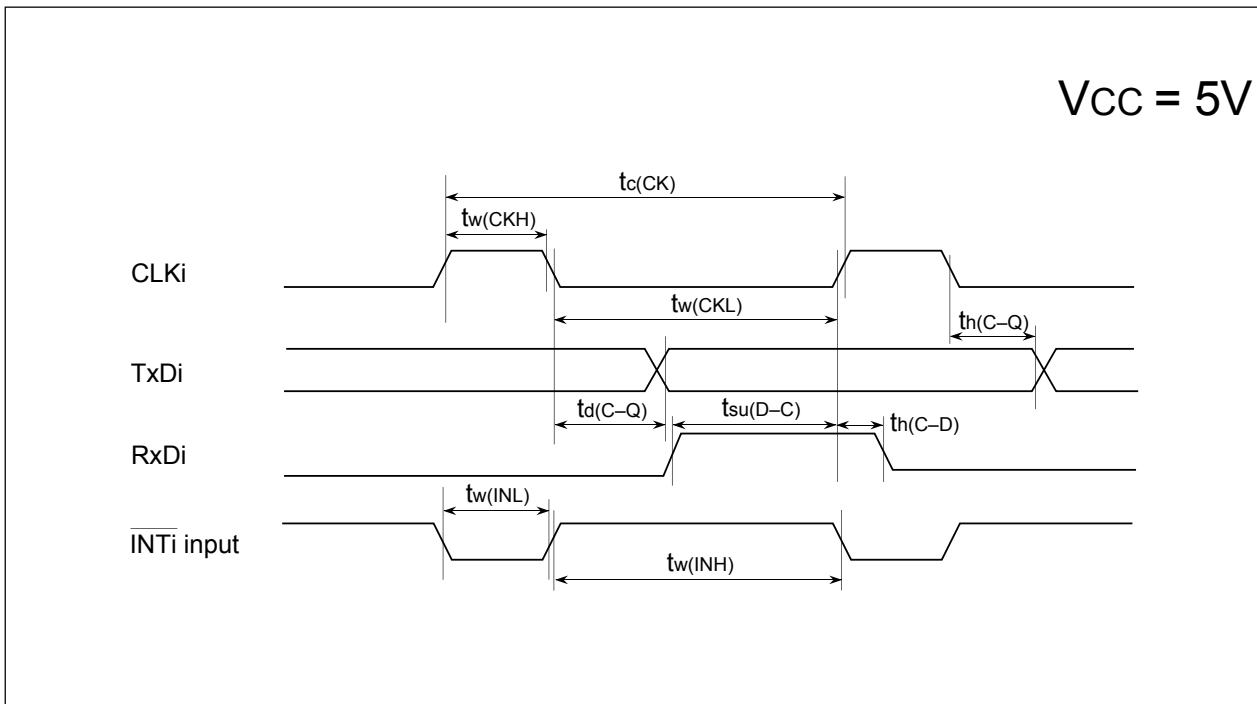 VCC = 5V
tc(CK)
tw(CKH)
CLKi
tw(CKL)
th(C–Q)
TxDi
td(C–Q)
tsu(D–C)
th(C–D)
RxDi
tw(INL)
INTi input
tw(INH)